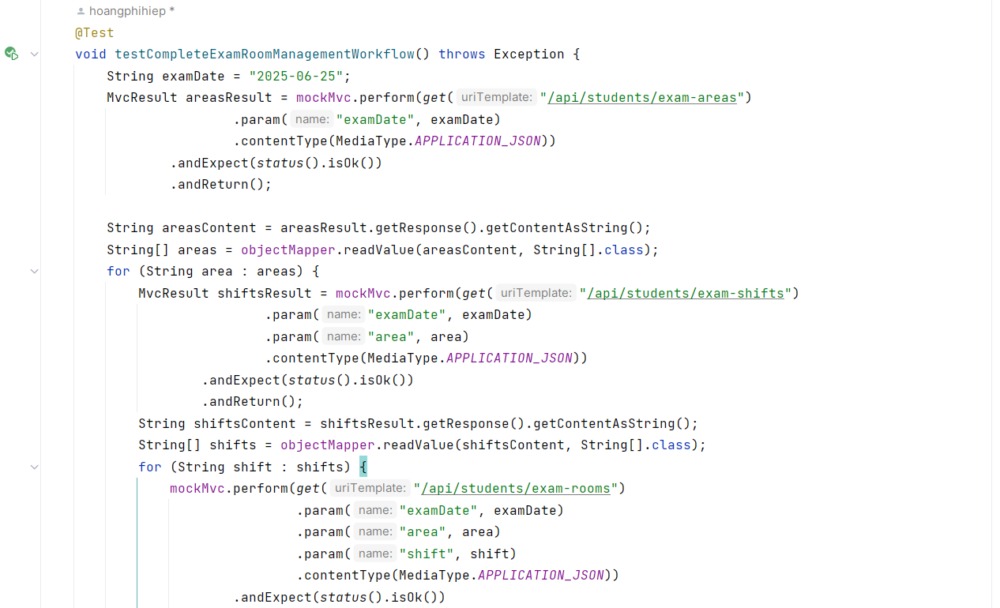 hoangphihiep *
@Test
void testCompleteExamRoomManagementWorkflow() throws Exception {
String examDate = "2025-06-25";
MvcResult areasResult = mockMvc.perform(get( uriTemplate: "/api/students/exam-areas")
.param( name: "examDate", examDate)
.contentType(MediaType.APPLICATION_JSON))
.andExpect(status().isOk())
.andReturn();
String areasContent = areasResult.getResponse().getContentAsString();
String[] areas = objectMapper.readValue(areasContent, String[].class);
for (String area : areas) {
MvcResult shiftsResult = mockMvc.perform(get( uriTemplate: "/api/students/exam-shifts")
.param( name: "examDate", examDate)
.param( name: "area", area)
.contentType(MediaType.APPLICATION_JSON))
.andExpect(status().isOk())
.andReturn();
String shiftsContent = shiftsResult.getResponse().getContentAsString();
String[] shifts = objectMapper.readValue(shiftsContent, String[].class);
for (String shift : shifts) {
mockMvc.perform(get( uriTemplate: "/api/students/exam-rooms")
.param( name: "examDate", examDate)
.param( name: "area", area)
.param( name: "shift", shift)
.contentType(MediaType.APPLICATION_JSON))
.andExpect(status().isOk())